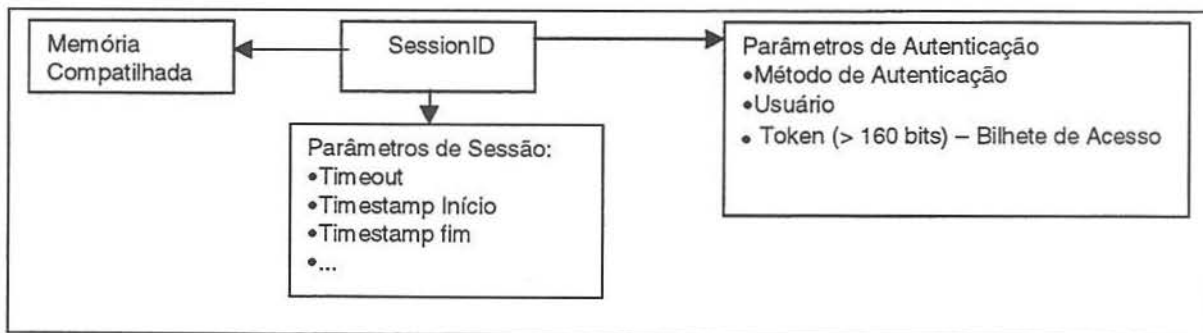 Memória
Compatilhada
SessionID
Parâmetros de Autenticação
•Método de Autenticação
•Usuário
• Token (> 160 bits) – Bilhete de Acesso
Parâmetros de Sessão:
•Timeout
•Timestamp Início
•Timestamp fim
•...